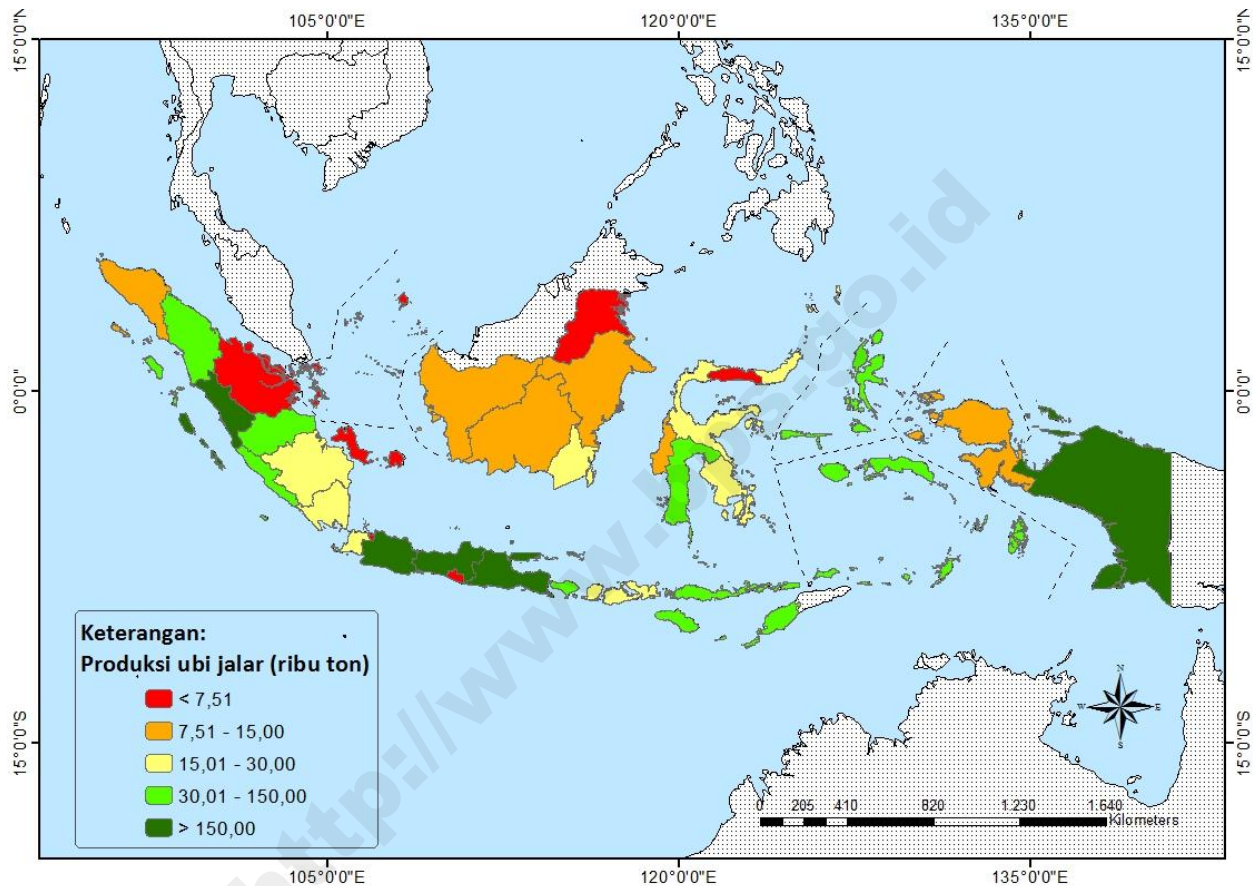 105°0'0"E 120°0'0"E 135°0'0"E
15°0'0"N 15°0'0"N
0°0'0" 0°0'0"
15°0'0"S 15°0'0"S
http://www.bps.go.id
Keterangan:
Produksi ubi jalar (ribu ton)
< 7,51
7,51 - 15,00
15,01 - 30,00
30,01 - 150,00
> 150,00
N
W E
S
0 205 410 820 1.230 1.640
Kilometers
105°0'0"E 120°0'0"E 135°0'0"E